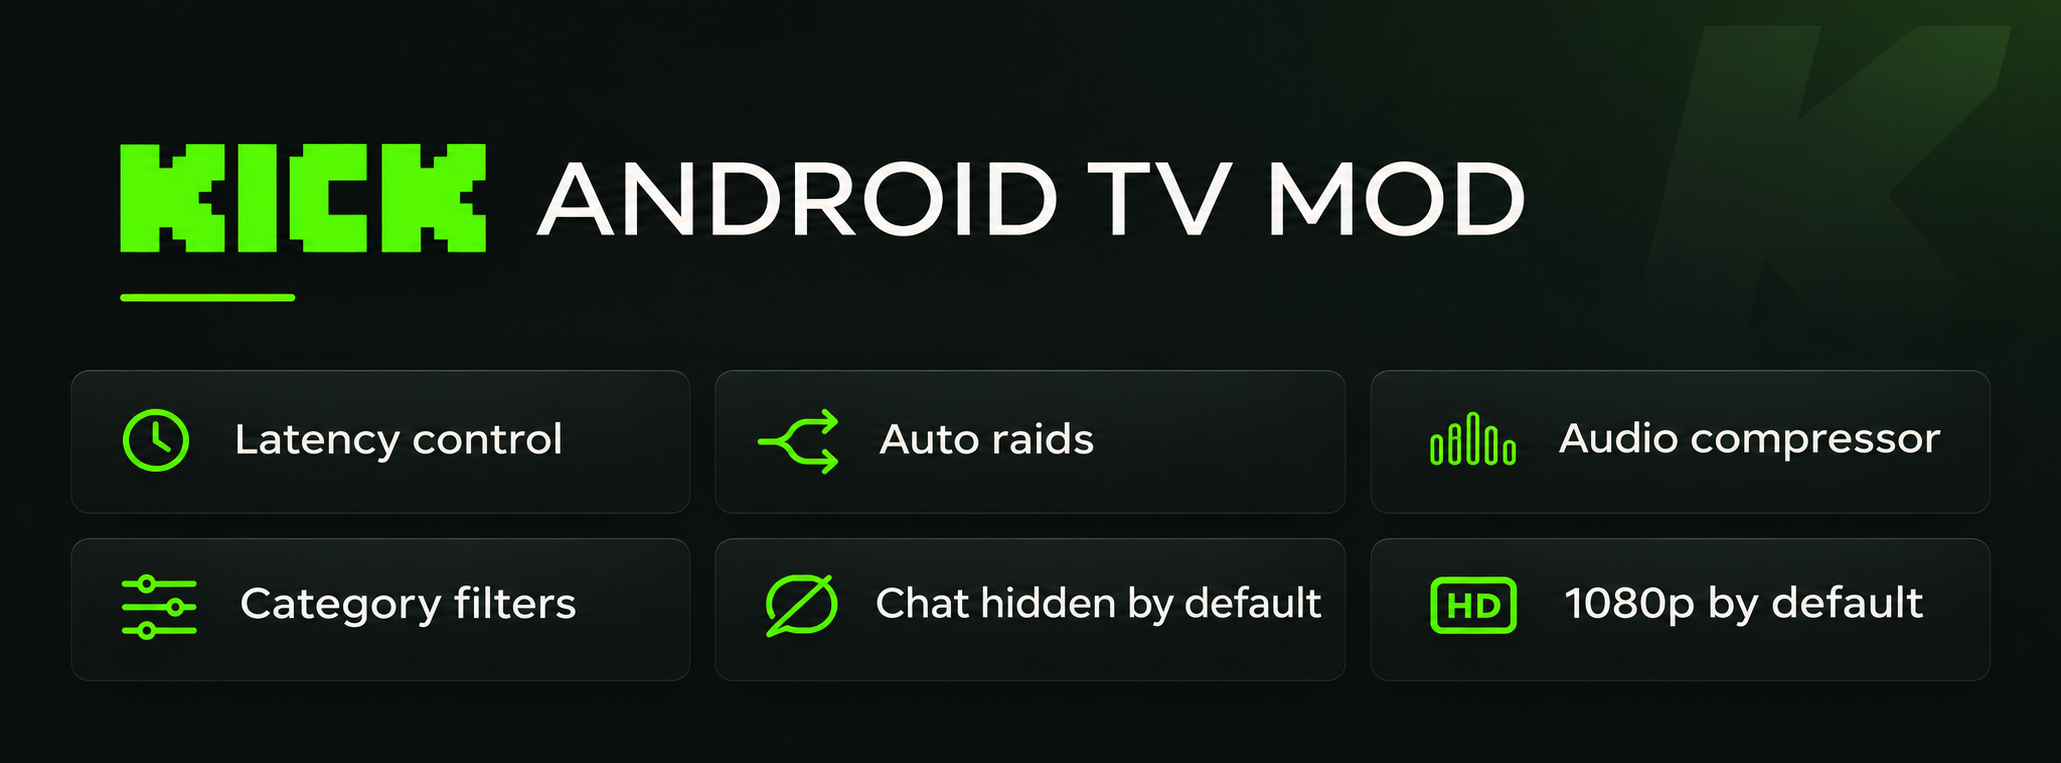 KICK ANDROID TV MOD
Latency control
Auto raids
Audio compressor
Category filters
Chat hidden by default
HD 1080p by default